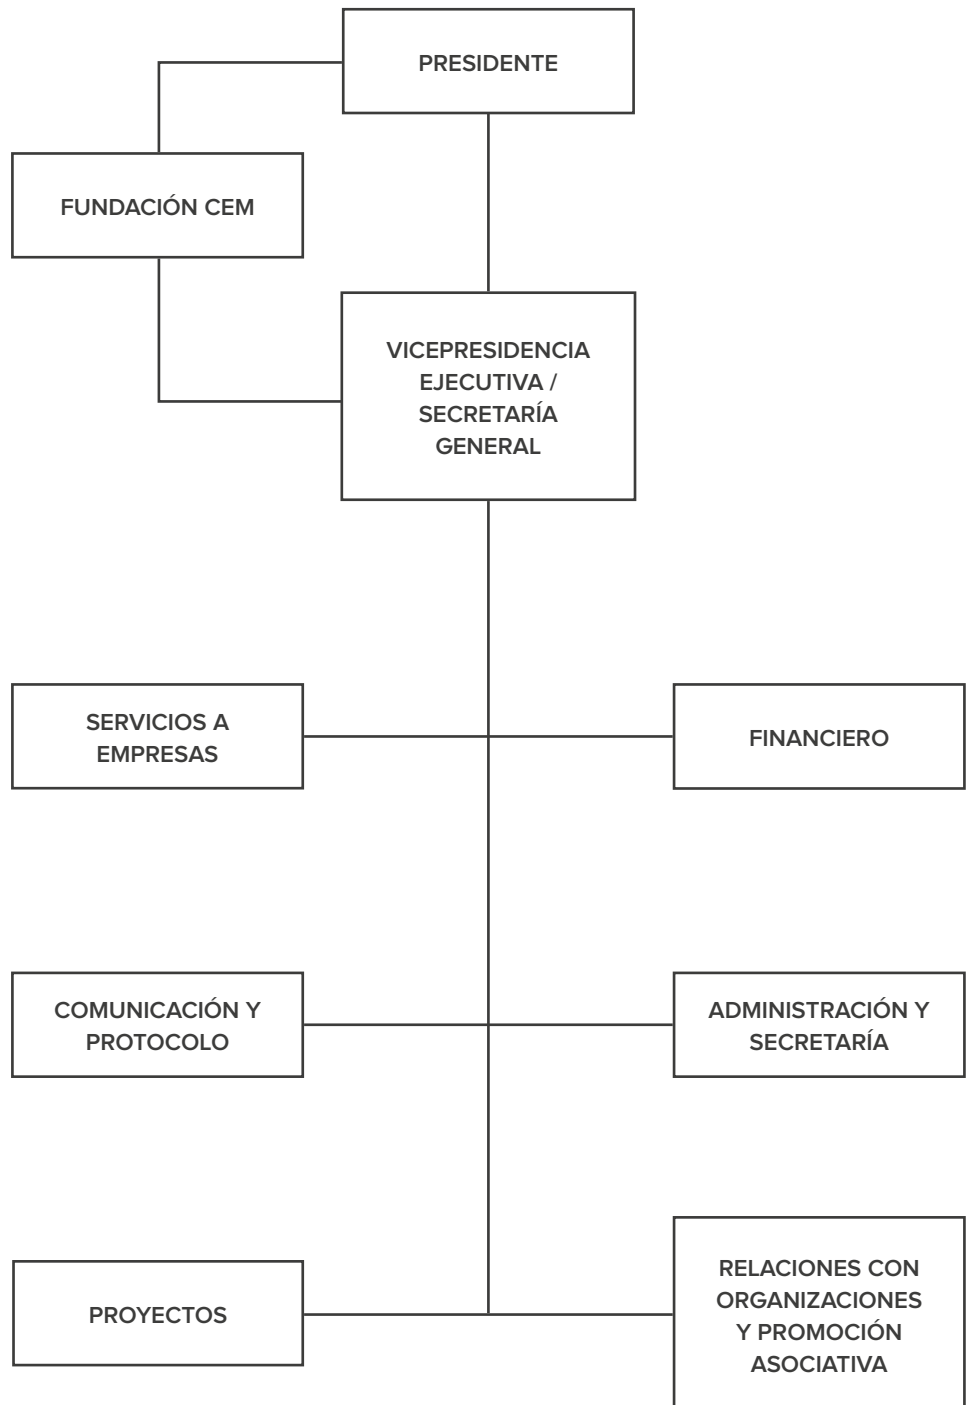 PRESIDENTE
FUNDACIÓN CEM
VICEPRESIDENCIA
EJECUTIVA /
SECRETARÍA
GENERAL
SERVICIOS A
EMPRESAS
FINANCIERO
COMUNICACIÓN Y
PROTOCOLO
ADMINISTRACIÓN Y
SECRETARÍA
PROYECTOS
RELACIONES CON
ORGANIZACIONES
Y PROMOCIÓN
ASOCIATIVA